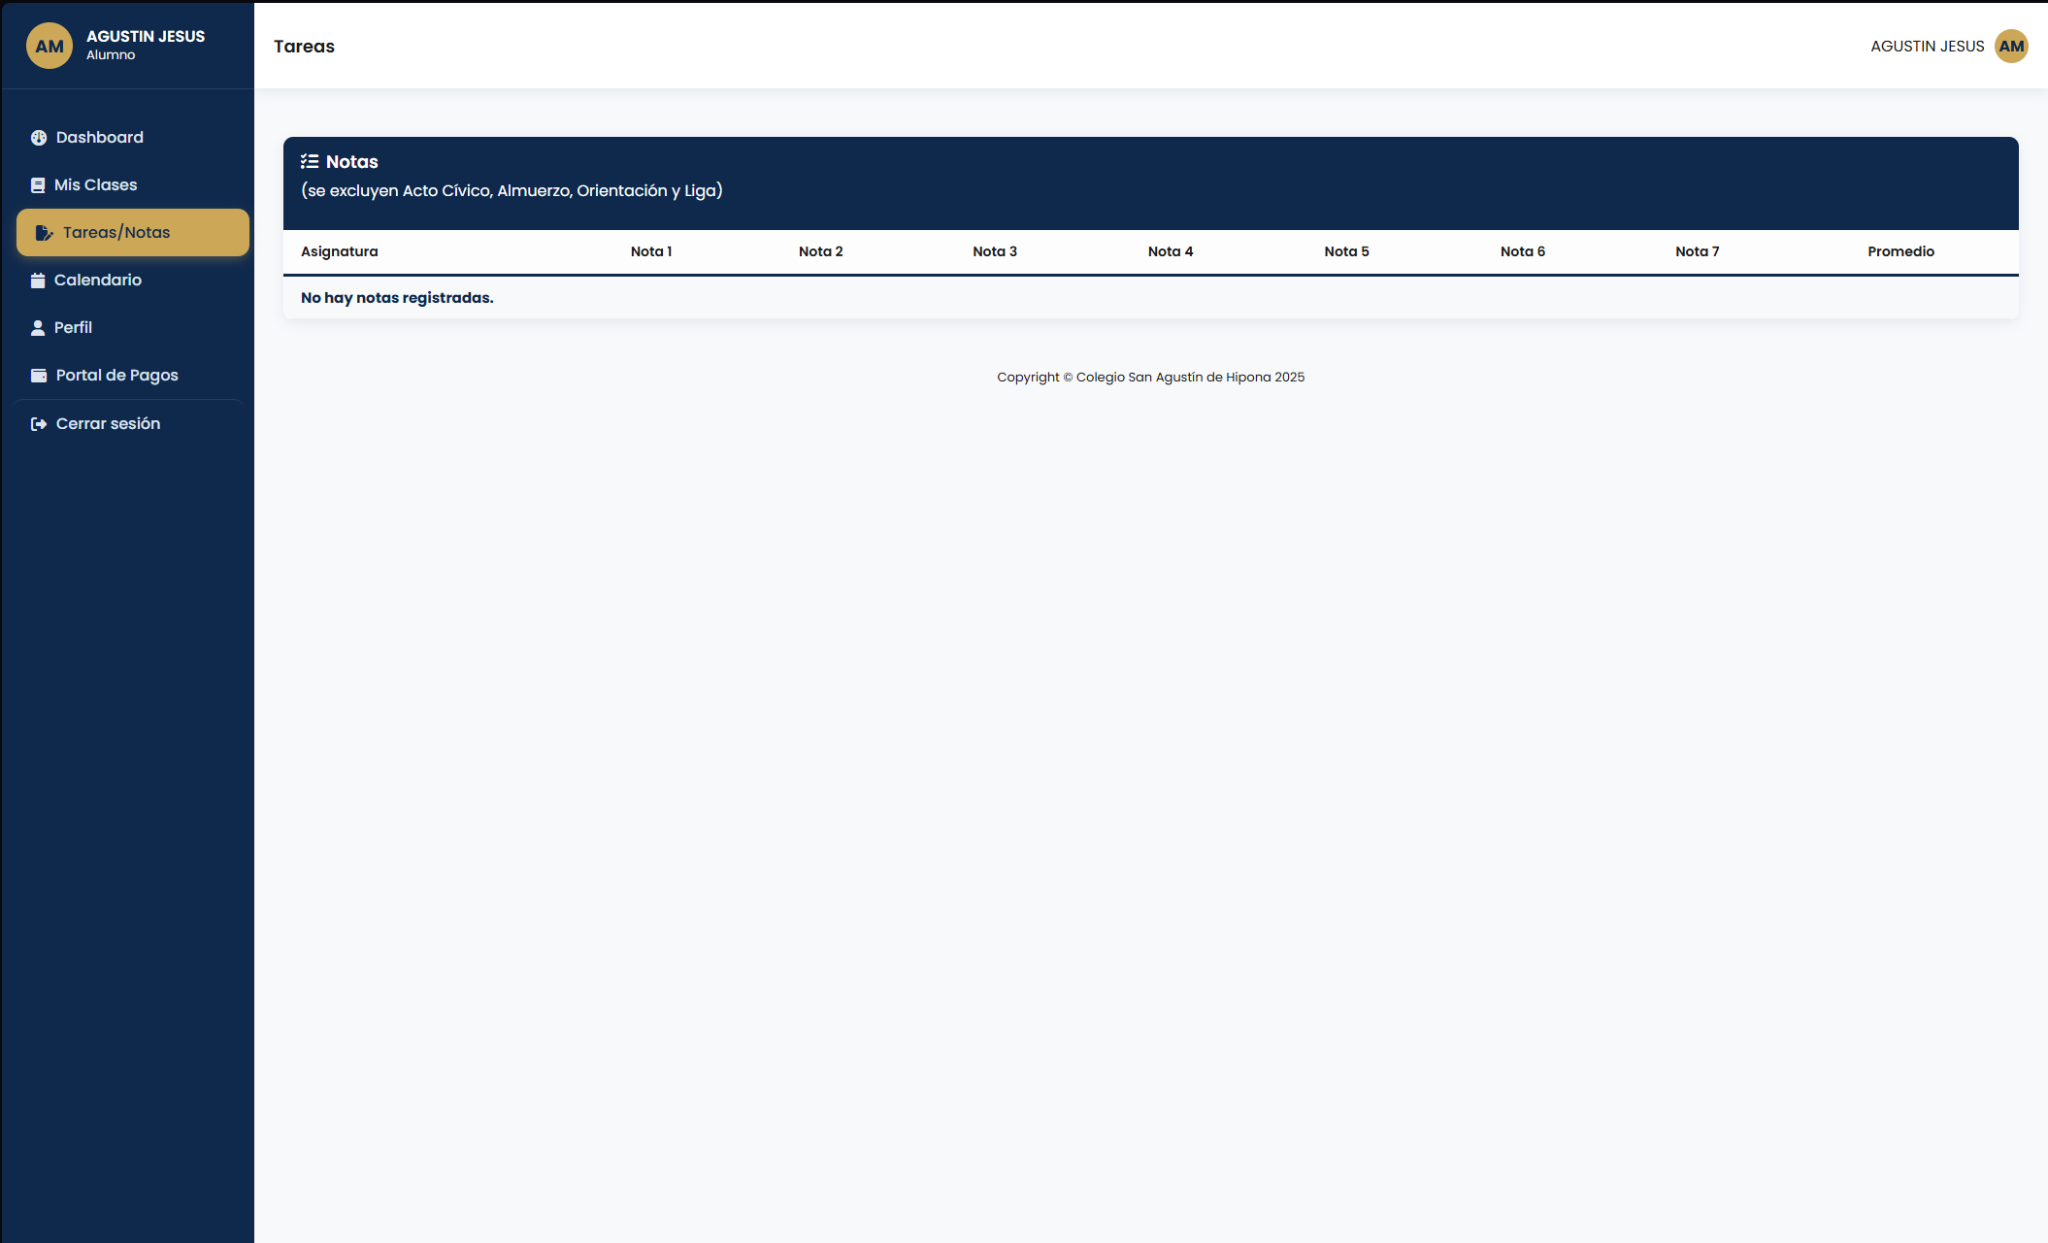 AM
AGUSTIN JESUS
Alumno
Dashboard
Mis Clases
Tareas/Notas
Calendario
Perfil
Portal de Pagos
Cerrar sesión
Tareas
AGUSTIN JESUS AM
Notas
(se excluyen Acto Cívico, Almuerzo, Orientación y Liga)
Asignatura Nota 1 Nota 2 Nota 3 Nota 4 Nota 5 Nota 6 Nota 7 Promedio
No hay notas registradas.
Copyright © Colegio San Agustín de Hipona 2025